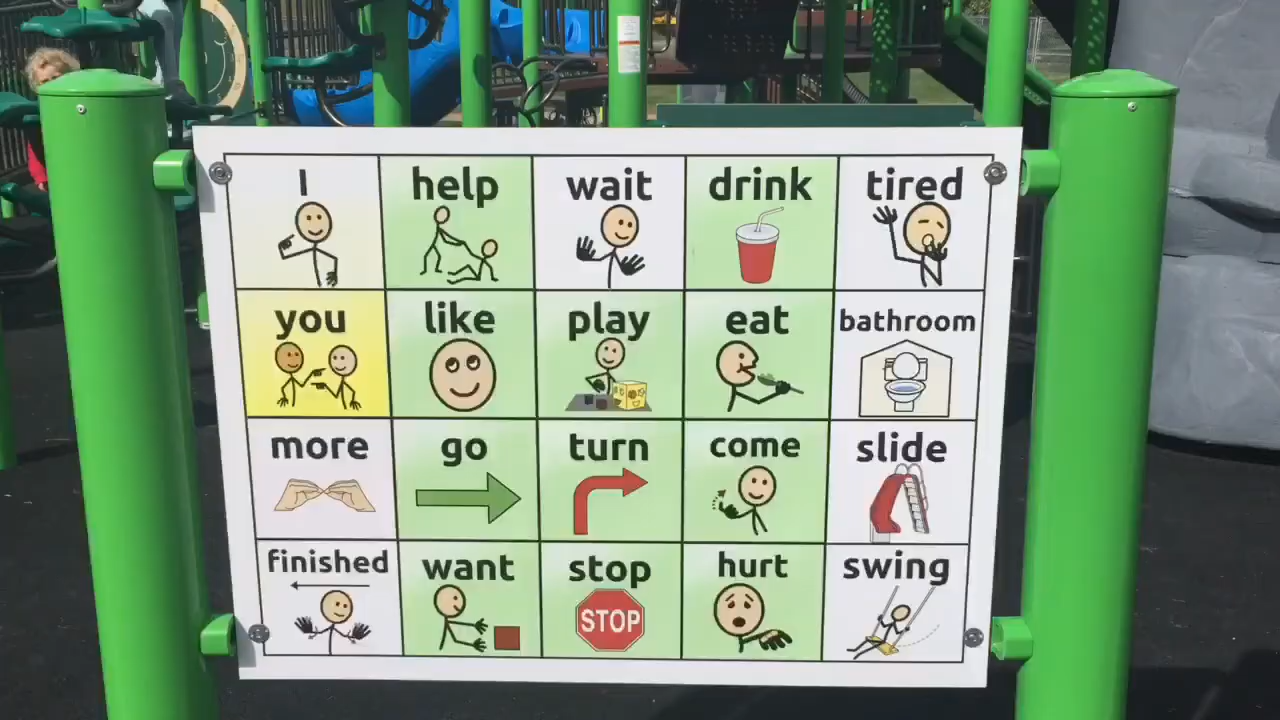 I help wait drink tired
you like play eat bathroom
more go turn come slide
finished want stop hurt swing
STOP